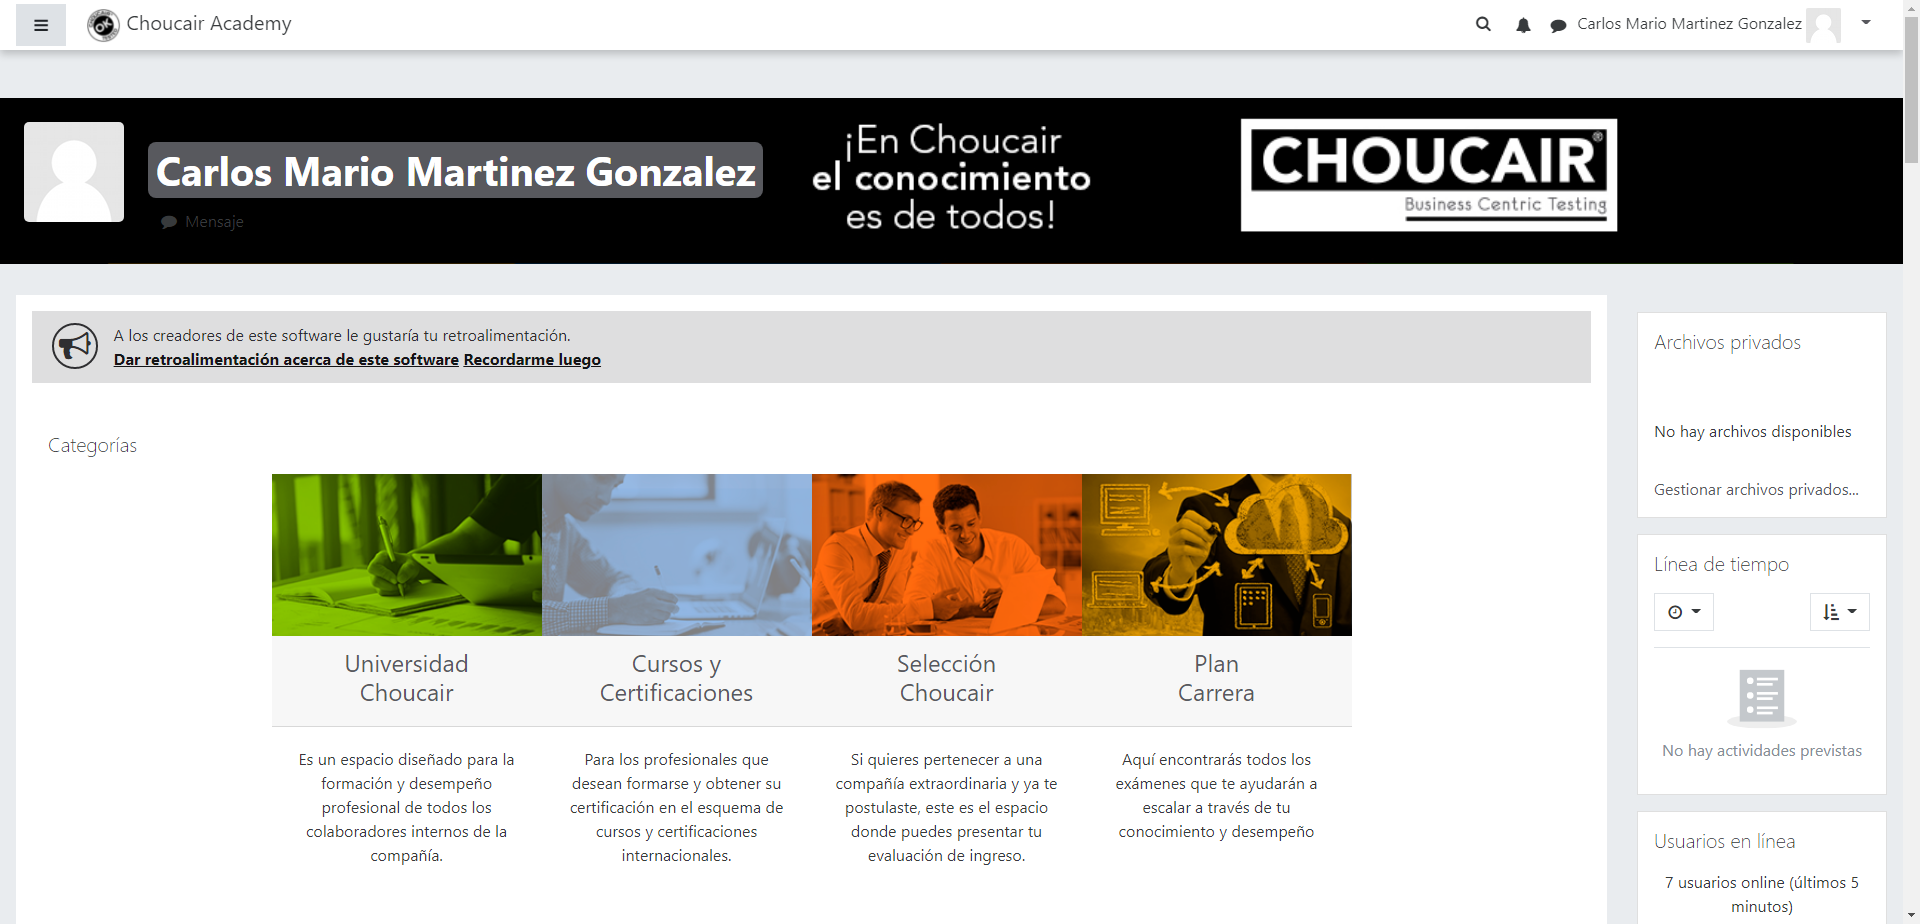 Choucair Academy
Carlos Mario Martinez Gonzalez
Carlos Mario Martinez Gonzalez
Mensaje
¡En Choucair
el conocimiento
es de todos!
CHOUCAIR®
Business Centric Testing
A los creadores de este software le gustaría tu retroalimentación.
Dar retroalimentación acerca de este software Recordarme luego
Categorías
Universidad
Choucair
Es un espacio diseñado para la
formación y desempeño
profesional de todos los
colaboradores internos de la
compañía.
Cursos y
Certificaciones
Para los profesionales que
desean formarse y obtener su
certificación en el esquema de
cursos y certificaciones
internacionales.
Selección
Choucair
Si quieres pertenecer a una
compañía extraordinaria y ya te
postulaste, este es el espacio
donde puedes presentar tu
evaluación de ingreso.
Plan
Carrera
Aquí encontrarás todos los
exámenes que te ayudarán a
escalar a través de tu
conocimiento y desempeño
Archivos privados
No hay archivos disponibles
Gestionar archivos privados...
Línea de tiempo
No hay actividades previstas
Usuarios en línea
7 usuarios online (últimos 5
minutos)